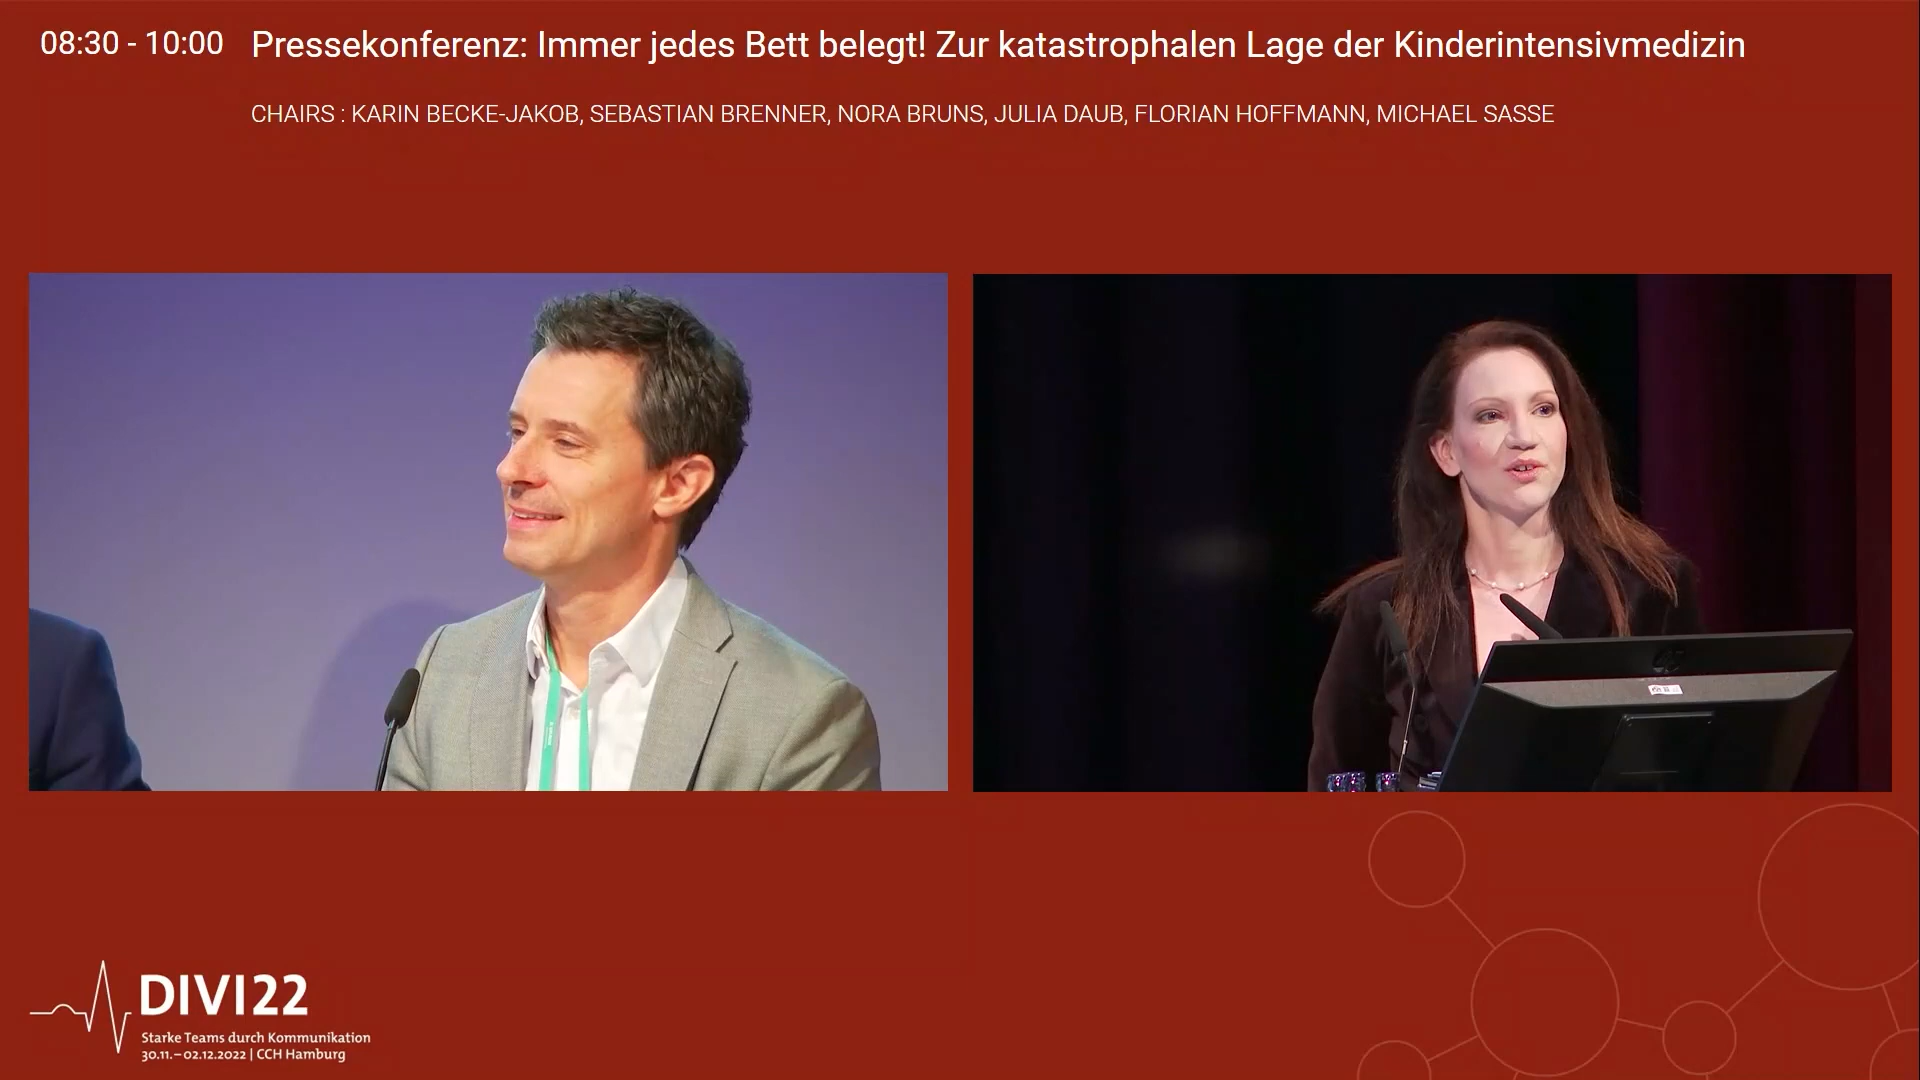 08:30 - 10:00 Pressekonferenz: Immer jedes Bett belegt! Zur katastrophalen Lage der Kinderintensivmedizin
CHAIRS : KARIN BECKE-JAKOB, SEBASTIAN BRENNER, NORA BRUNS, JULIA DAUB, FLORIAN HOFFMANN, MICHAEL SASSE
DIVI22
Starke Teams durch Kommunikation
30.11.–02.12.2022 | CCH Hamburg